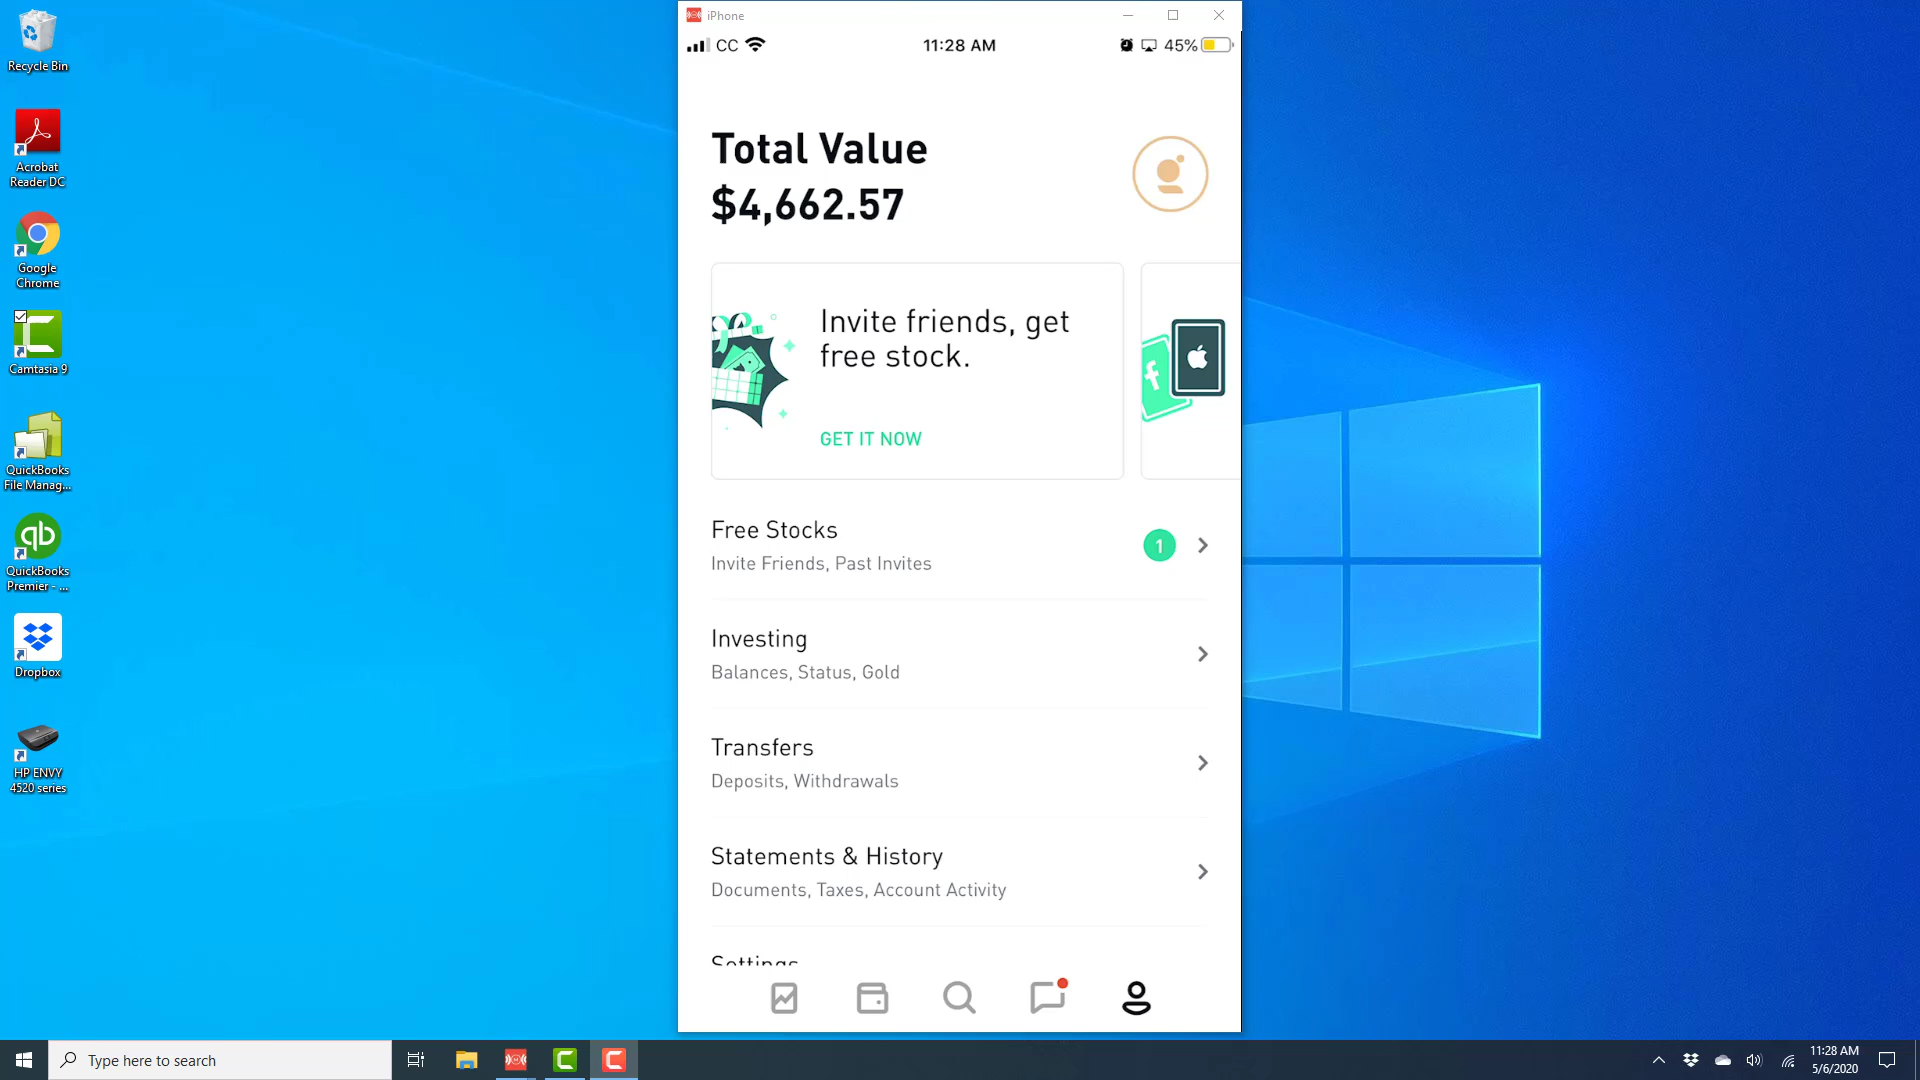 Recycle Bin
Acrobat
Reader DC
Google
Chrome
Camtasia 9
QuickBooks
File Manag...
QuickBooks
Premier - ...
Dropbox
HP ENVY
4520 series
iPhone
CC
11:28 AM
45%
Total Value
$4,662.57
Invite friends, get
free stock.
GET IT NOW
Free Stocks
Invite Friends, Past Invites
1
Investing
Balances, Status, Gold
Transfers
Deposits, Withdrawals
Statements & History
Documents, Taxes, Account Activity
Settings
Type here to search
11:28 AM
5/6/2020